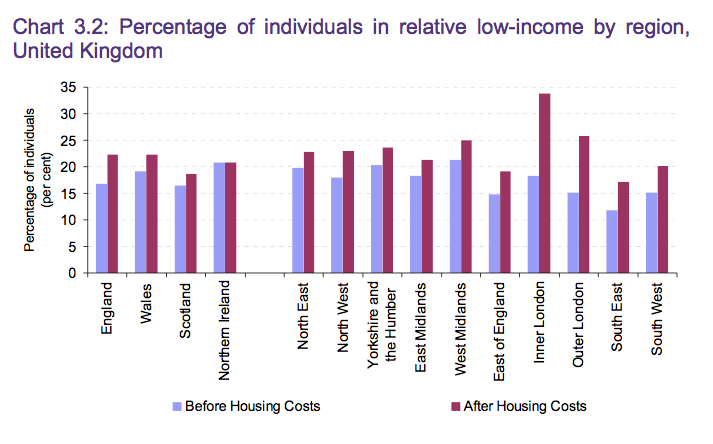 Chart 3.2: Percentage of individuals in relative low-income by region,
United Kingdom
Percentage of individuals
(per cent)
35
30
25
20
15
10
5
0
England
Wales
Scotland
Northern Ireland
North East
North West
Yorkshire and
the Humber
East Midlands
West Midlands
East of England
Inner London
Outer London
South East
South West
Before Housing Costs
After Housing Costs